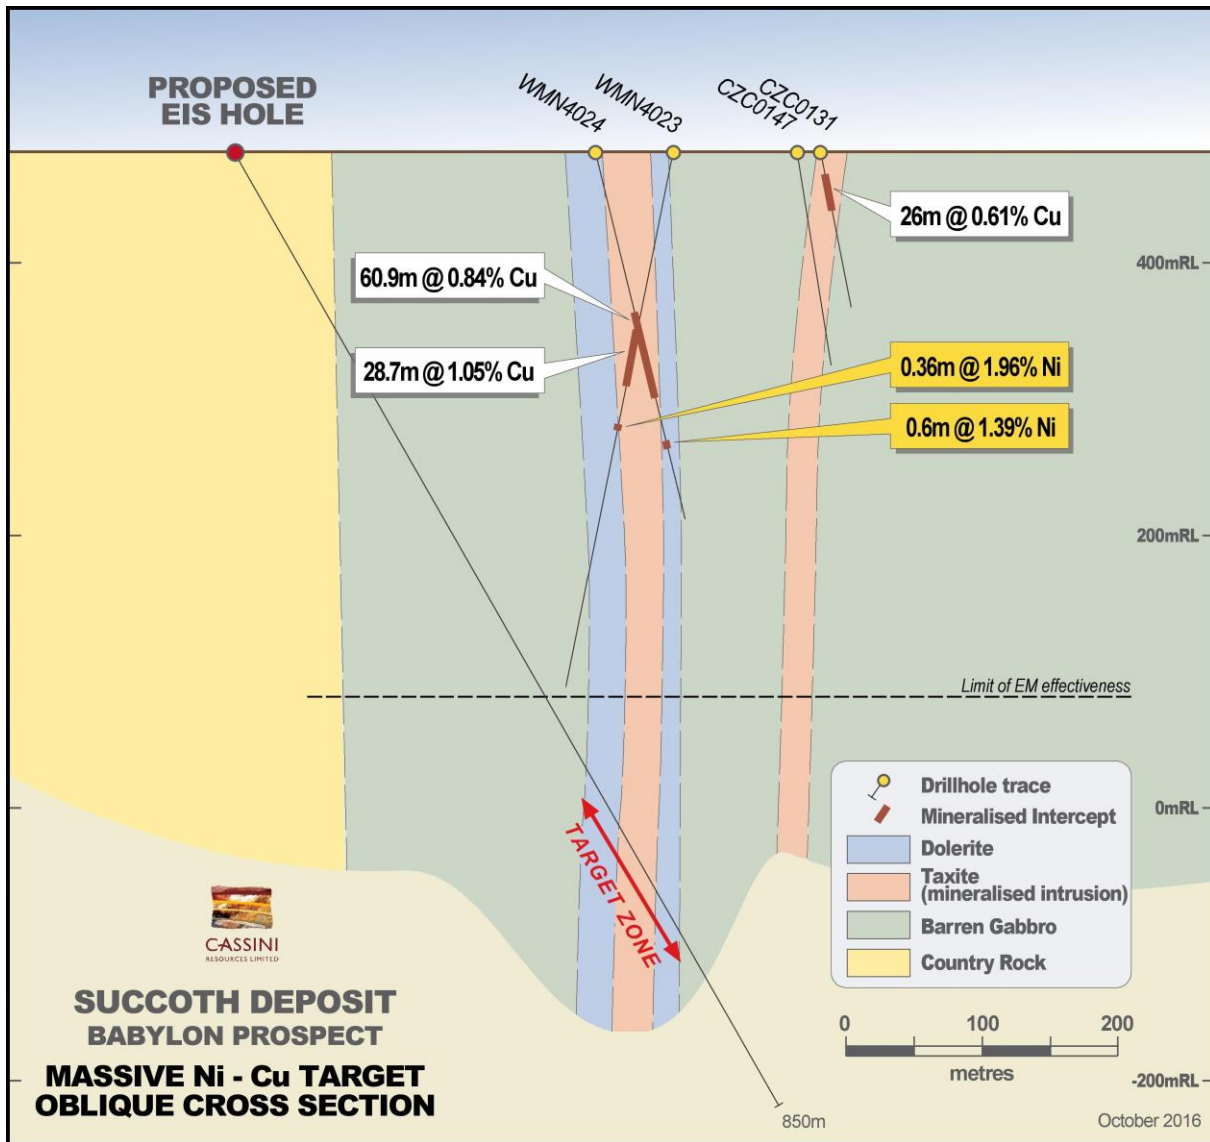 PROPOSED
EIS HOLE
WMN4024
WMN4023
CZC0147
CZC0131
26m @ 0.61% Cu
60.9m @ 0.84% Cu
400mRL
28.7m @ 1.05% Cu
0.36m @ 1.96% Ni
0.6m @ 1.39% Ni
200mRL
Limit of EM effectiveness
Drillhole trace
Mineralised Intercept
Dolerite
Taxite
(mineralised intrusion)
Barren Gabbro
Country Rock
0mRL
TARGET ZONE
CASSINI
RESOURCES LIMITED
SUCCOTH DEPOSIT
BABYLON PROSPECT
MASSIVE Ni - Cu TARGET
OBLIQUE CROSS SECTION
0 100 200
metres
-200mRL
850m
October 2016